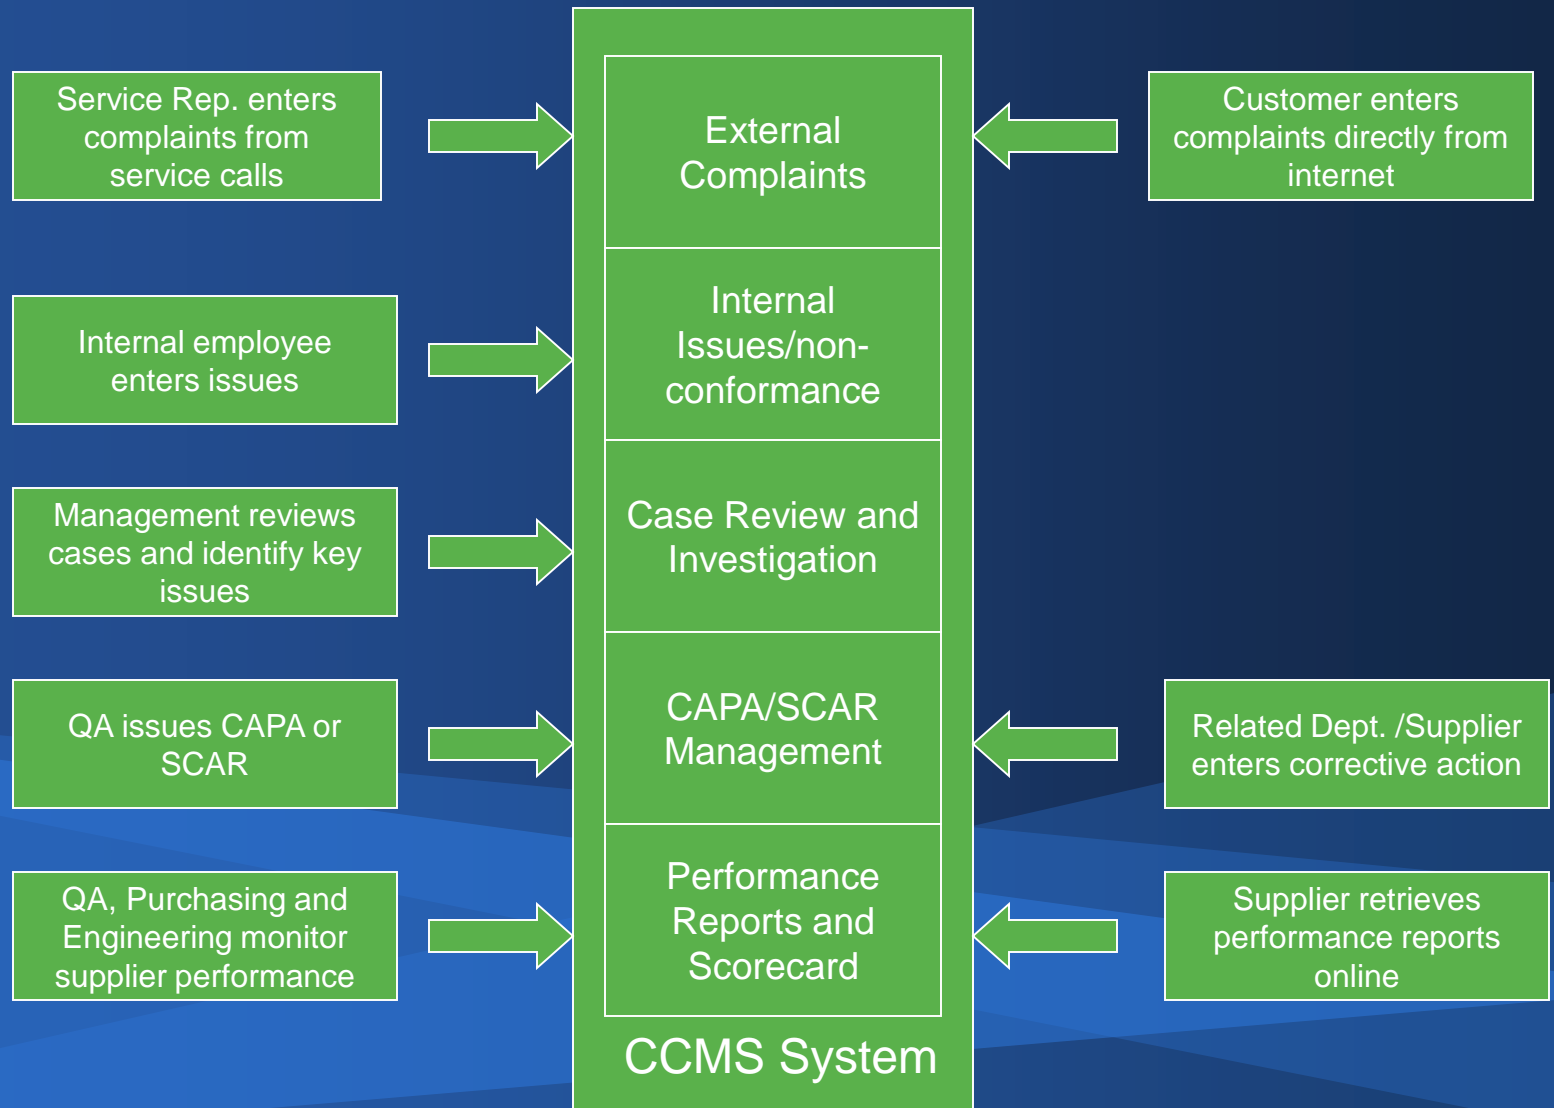 Service Rep. enters
complaints from
service calls
External
Complaints
Customer enters
complaints directly from
internet
Internal employee
enters issues
Internal
Issues/non-
conformance
Management reviews
cases and identify key
issues
Case Review and
Investigation
QA issues CAPA or
SCAR
CAPA/SCAR
Management
Related Dept. /Supplier
enters corrective action
QA, Purchasing and
Engineering monitor
supplier performance
Performance
Reports and
Scorecard
Supplier retrieves
performance reports
online
CCMS System